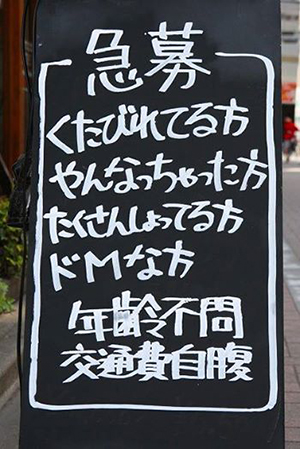 急募
くたびれてる方
やんなっちゃった方
たくさんしょってる方
ドMな方
年齢不問
交通費自腹